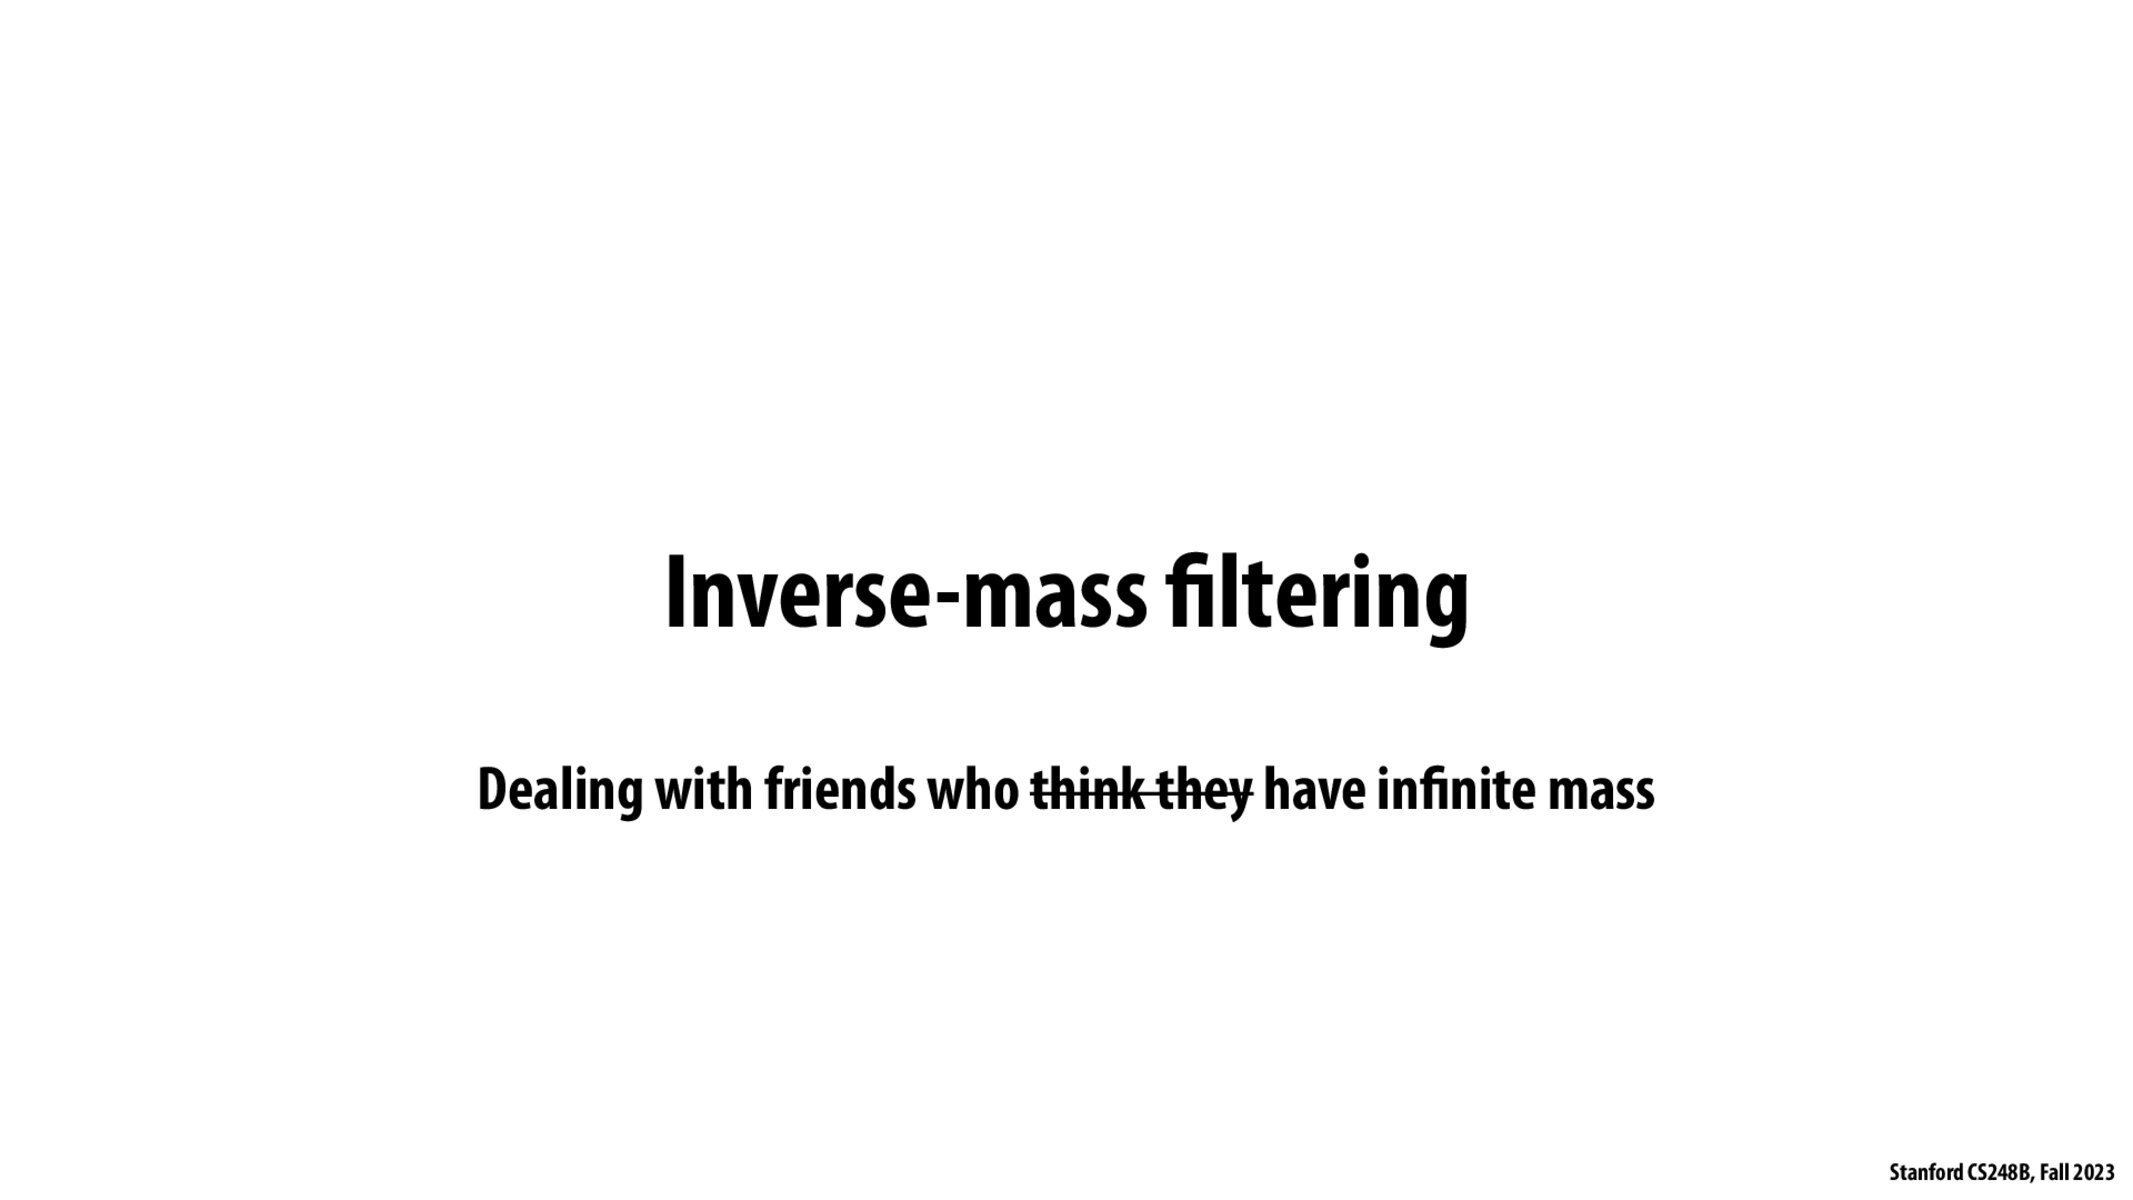 Inverse-mass filtering
Dealing with friends who think they have infinite mass
Stanford CS248B, Fall 2023